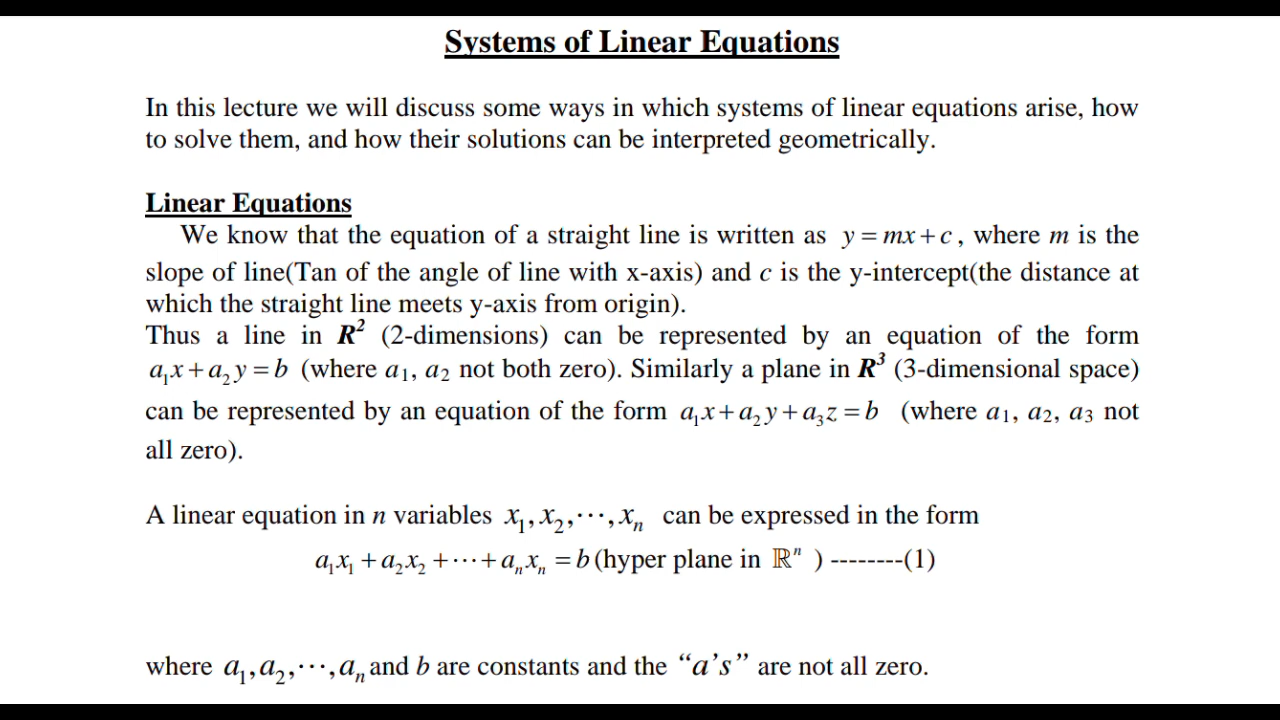 Systems of Linear Equations
In this lecture we will discuss some ways in which systems of linear equations arise, how
to solve them, and how their solutions can be interpreted geometrically.
Linear Equations
We know that the equation of a straight line is written as y = mx + c, where m is the
slope of line(Tan of the angle of line with x-axis) and c is the y-intercept(the distance at
which the straight line meets y-axis from origin).
Thus a line in R² (2-dimensions) can be represented by an equation of the form
a₁x + a₂y = b (where a₁, a₂ not both zero). Similarly a plane in R³ (3-dimensional space)
can be represented by an equation of the form a₁x + a₂y + a₃z = b (where a₁, a₂, a₃ not
all zero).
A linear equation in n variables x₁, x₂, ⋯, xₙ can be expressed in the form
a₁x₁ + a₂x₂ + ⋯ + aₙxₙ = b (hyper plane in ℝⁿ ) --------(1)
where a₁, a₂, ⋯, aₙ and b are constants and the “a’s” are not all zero.